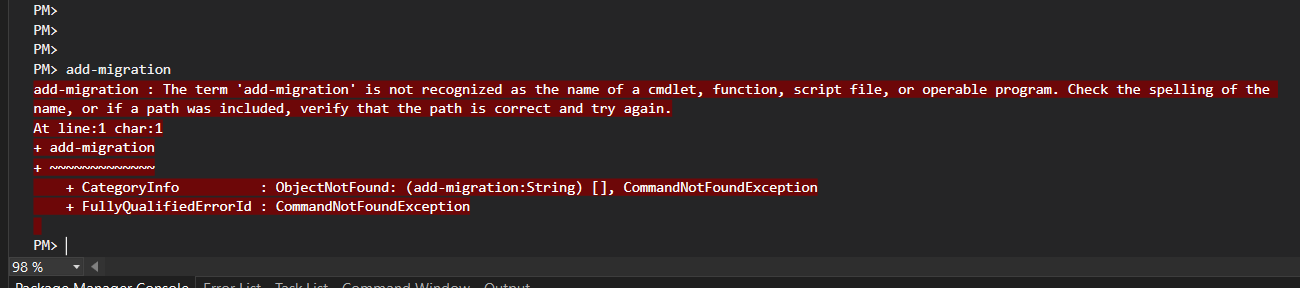 PM>
PM>
PM>
PM> add-migration
add-migration : The term 'add-migration' is not recognized as the name of a cmdlet, function, script file, or operable program. Check the spelling of the
name, or if a path was included, verify that the path is correct and try again.
At line:1 char:1
+ add-migration
+ ~~~~~~~~~~~~~
    + CategoryInfo          : ObjectNotFound: (add-migration:String) [], CommandNotFoundException
    + FullyQualifiedErrorId : CommandNotFoundException
PM>
98 %
Package Manager Console Error List Task List Command Window Output